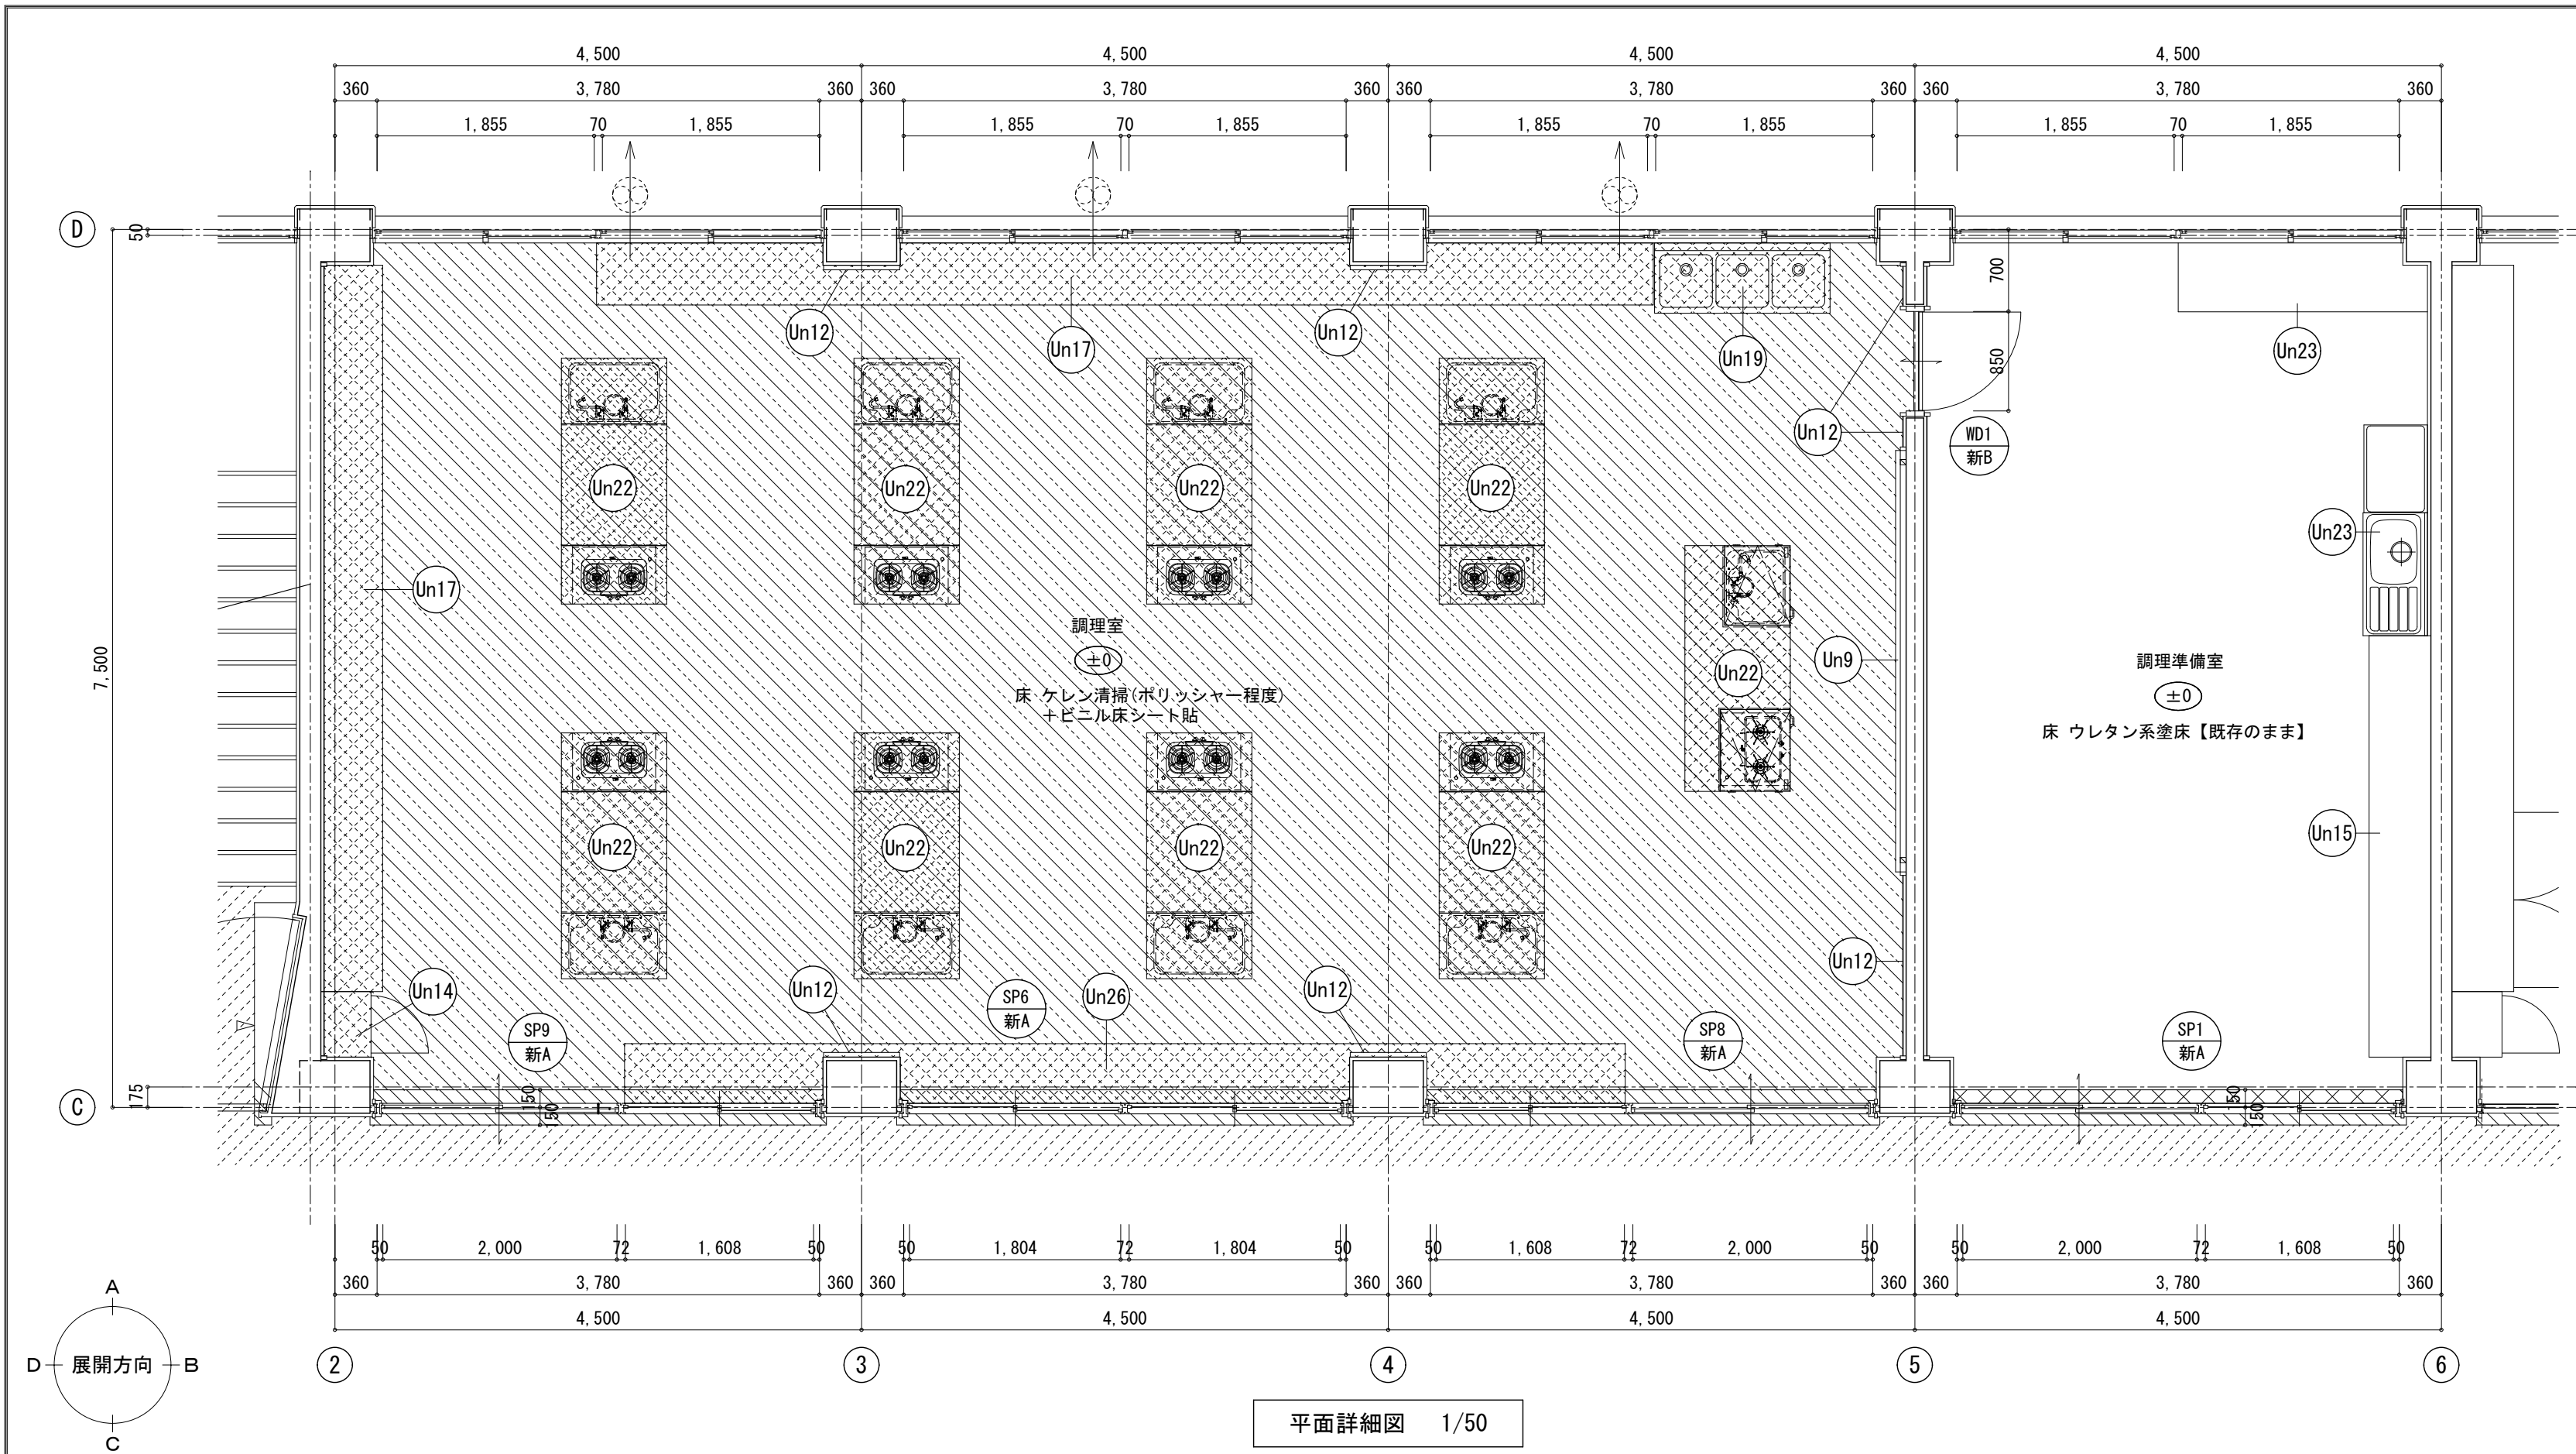 4,500 4,500 4,500 4,500
360 3,780 360 360 3,780 360 360 3,780 360 360 3,780 360
1,855 70 1,855 1,855 70 1,855 1,855 70 1,855 1,855 70 1,855
D
50
700
Un12
Un17
Un12
Un19
Un23
850
Un12
WD1
新B
Un22
Un22
Un22
Un22
Un23
Un17
7,500
調理室
±0
床 ケレン清掃(ポリッシャー程度)
+ビニル床シート貼
Un9
Un22
調理準備室
±0
床 ウレタン系塗床【既存のまま】
Un22
Un22
Un22
Un22
Un15
Un14
Un12
Un26
Un12
Un12
SP9
新A
SP6
新A
SP8
新A
SP1
新A
175
C
150
150
150
150
50 2,000 72 1,608 50 50 1,804 72 1,804 50 50 1,608 72 2,000 50 50 2,000 72 1,608 50
360 3,780 360 360 3,780 360 360 3,780 360 360 3,780 360
4,500 4,500 4,500 4,500
A
D 展開方向 B
C
2 3 4 5 6
平面詳細図 1/50